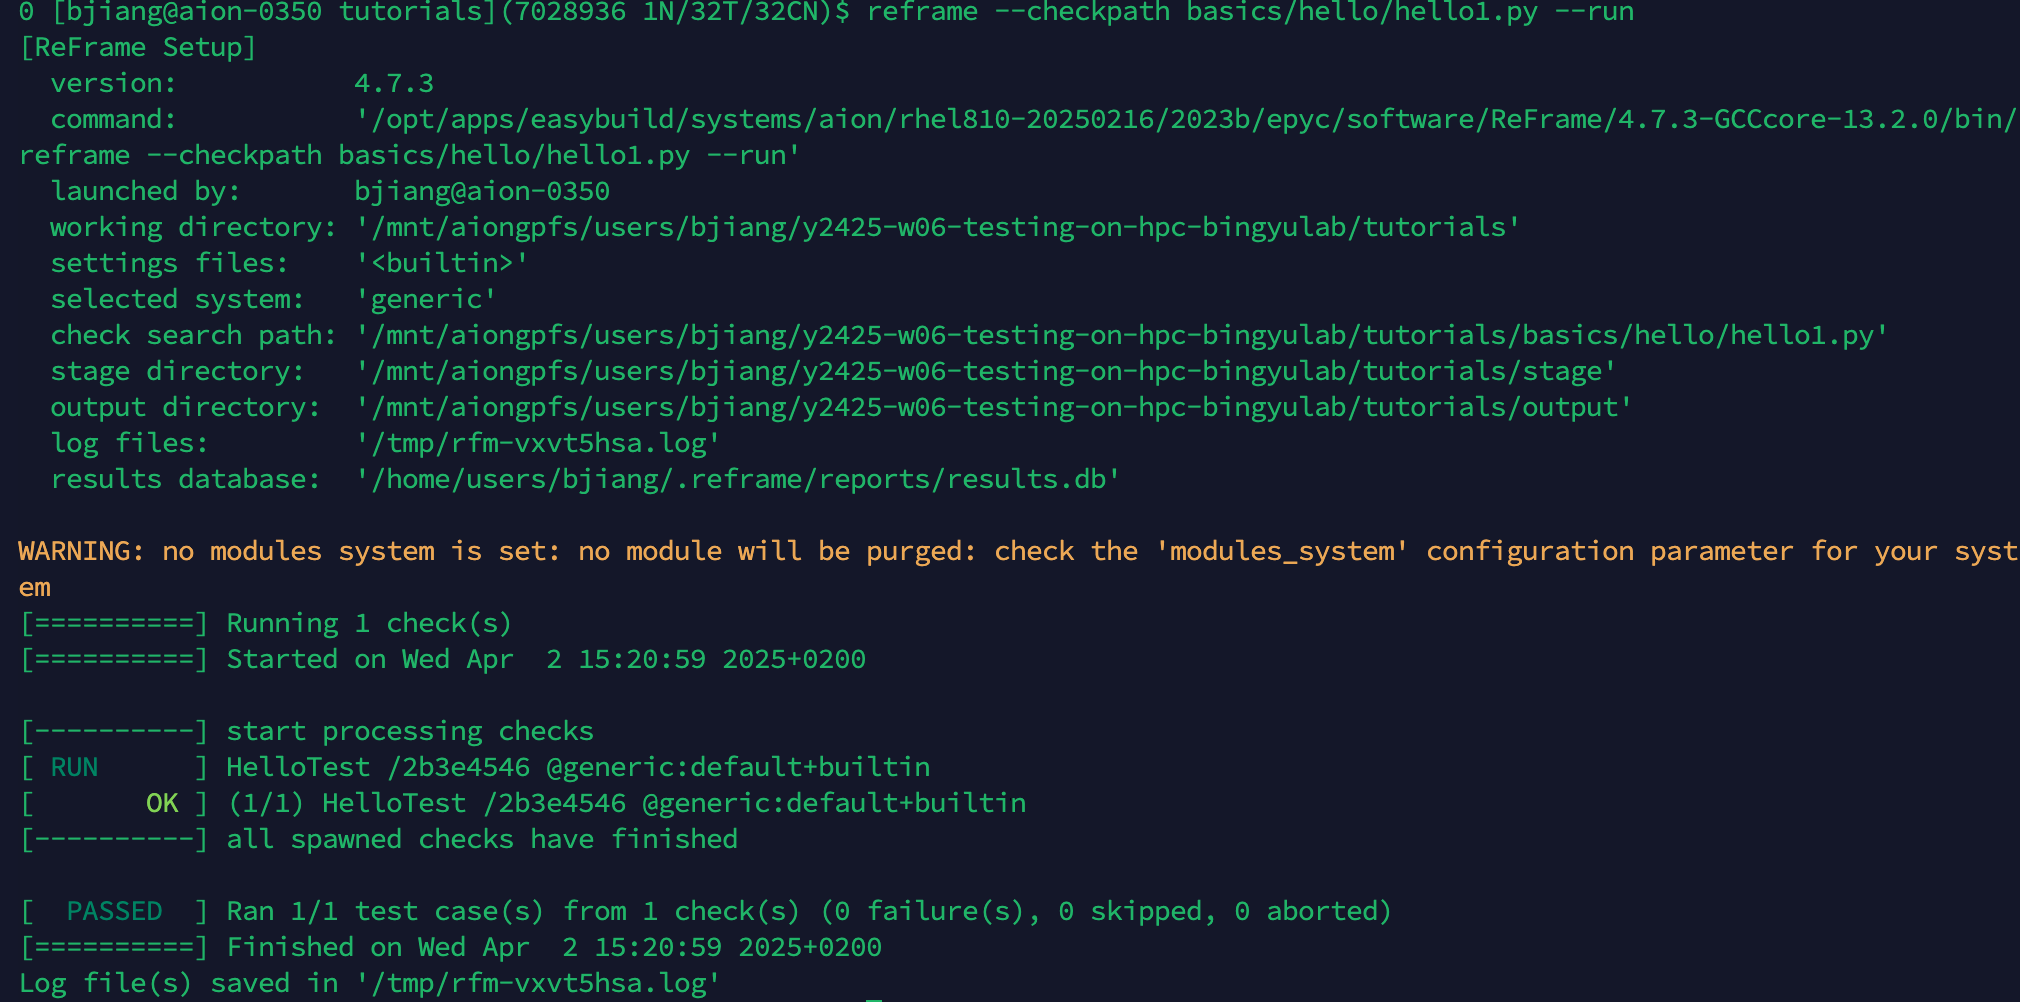 0 [bjiang@aion-0350 tutorials](7028936 1N/32T/32CN)$ reframe --checkpath basics/hello/hello1.py --run
[ReFrame Setup]
  version:           4.7.3
  command:           '/opt/apps/easybuild/systems/aion/rhel810-20250216/2023b/epyc/software/ReFrame/4.7.3-GCCcore-13.2.0/bin/
reframe --checkpath basics/hello/hello1.py --run'
  launched by:       bjiang@aion-0350
  working directory: '/mnt/aiongpfs/users/bjiang/y2425-w06-testing-on-hpc-bingyulab/tutorials'
  settings files:    '<builtin>'
  selected system:   'generic'
  check search path: '/mnt/aiongpfs/users/bjiang/y2425-w06-testing-on-hpc-bingyulab/tutorials/basics/hello/hello1.py'
  stage directory:   '/mnt/aiongpfs/users/bjiang/y2425-w06-testing-on-hpc-bingyulab/tutorials/stage'
  output directory:  '/mnt/aiongpfs/users/bjiang/y2425-w06-testing-on-hpc-bingyulab/tutorials/output'
  log files:         '/tmp/rfm-vxvt5hsa.log'
  results database:  '/home/users/bjiang/.reframe/reports/results.db'

WARNING: no modules system is set: no module will be purged: check the 'modules_system' configuration parameter for your syst
em
[==========] Running 1 check(s)
[==========] Started on Wed Apr  2 15:20:59 2025+0200

[----------] start processing checks
[ RUN      ] HelloTest /2b3e4546 @generic:default+builtin
[       OK ] (1/1) HelloTest /2b3e4546 @generic:default+builtin
[----------] all spawned checks have finished

[  PASSED  ] Ran 1/1 test case(s) from 1 check(s) (0 failure(s), 0 skipped, 0 aborted)
[==========] Finished on Wed Apr  2 15:20:59 2025+0200
Log file(s) saved in '/tmp/rfm-vxvt5hsa.log'